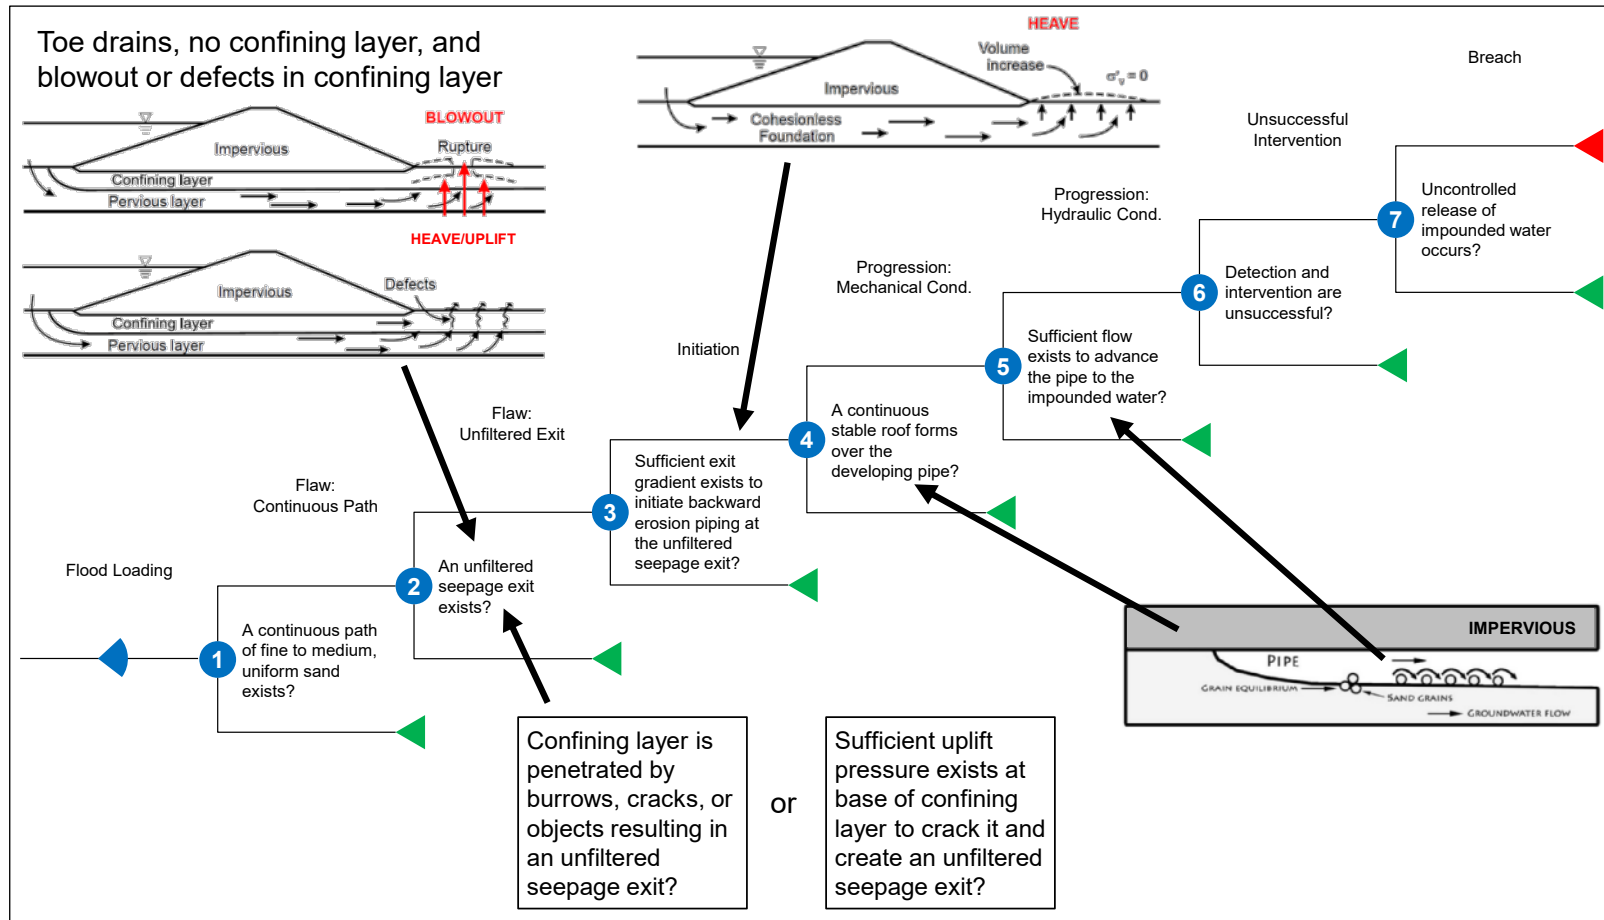 Toe drains, no confining layer, and
blowout or defects in confining layer
BLOWOUT
Rupture
Impervious
Confining layer
Pervious layer
HEAVE/UPLIFT
Defects
Impervious
Confining layer
Pervious layer
HEAVE
Volume
increase
σ'v = 0
Impervious
Cohesionless
Foundation
Flood Loading
Flaw:
Continuous Path
Flaw:
Unfiltered Exit
Initiation
Progression:
Mechanical Cond.
Progression:
Hydraulic Cond.
Unsuccessful
Intervention
Breach
1
A continuous path
of fine to medium,
uniform sand
exists?
2
An unfiltered
seepage exit
exists?
3
Sufficient exit
gradient exists to
initiate backward
erosion piping at
the unfiltered
seepage exit?
4
A continuous
stable roof forms
over the
developing pipe?
5
Sufficient flow
exists to advance
the pipe to the
impounded water?
6
Detection and
intervention are
unsuccessful?
7
Uncontrolled
release of
impounded water
occurs?
Confining layer is
penetrated by
burrows, cracks, or
objects resulting in
an unfiltered
seepage exit?
or
Sufficient uplift
pressure exists at
base of confining
layer to crack it and
create an unfiltered
seepage exit?
IMPERVIOUS
PIPE
GRAIN EQUILIBRIUM
SAND GRAINS
GROUNDWATER FLOW